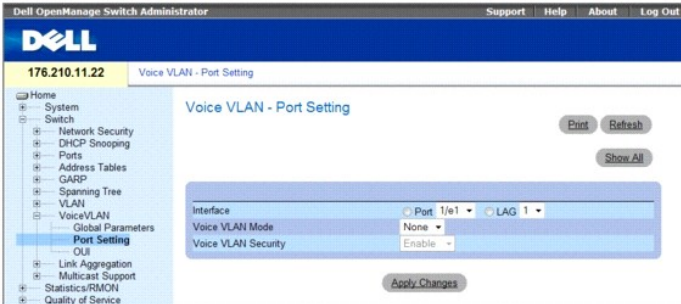 Dell OpenManage Switch Administrator
Support Help About Log Out
DELL
176.210.11.22
Voice VLAN - Port Setting
Home
System
Switch
Network Security
DHCP Snooping
Ports
Address Tables
GARP
Spanning Tree
VLAN
VoiceVLAN
Global Parameters
Port Setting
OUI
Link Aggregation
Multicast Support
Statistics/RMON
Quality of Service
Voice VLAN - Port Setting
Print Refresh
Show All
Interface Port 1/e1 LAG 1
Voice VLAN Mode None
Voice VLAN Security Enable
Apply Changes